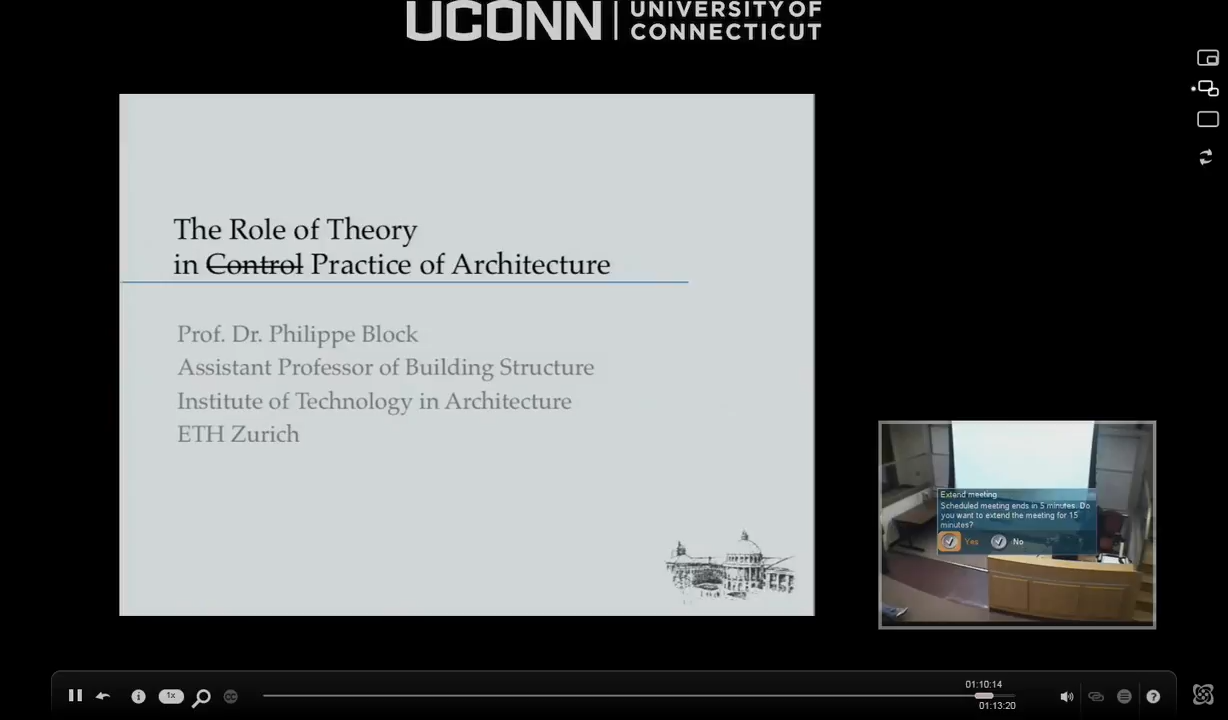 UCONN | UNIVERSITY OF
CONNECTICUT
The Role of Theory
in Control Practice of Architecture
Prof. Dr. Philippe Block
Assistant Professor of Building Structure
Institute of Technology in Architecture
ETH Zurich
Extend meeting
Scheduled meeting ends in 5 minutes. Do
you want to extend the meeting for 15
minutes?
Yes No
1x
CC
01:10:14
01:13:20